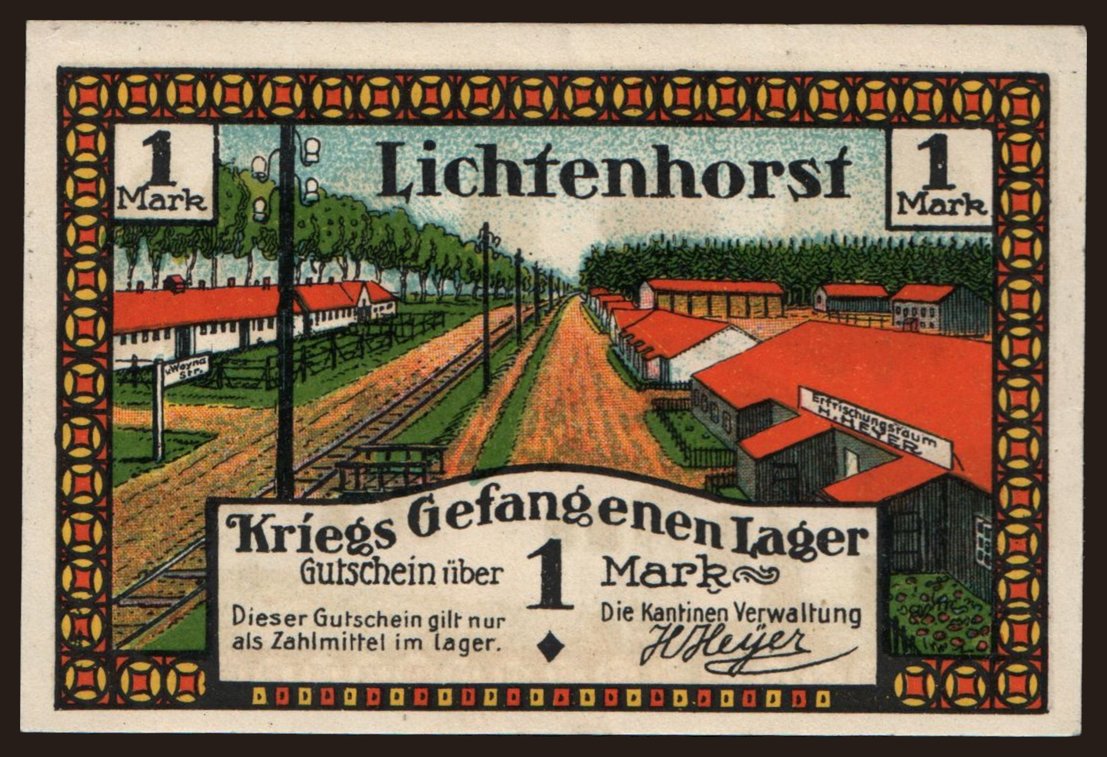 1
Mark
Lichtenhorst
1
Mark
v. Wayna
Str.
Erfrischungsraum
H. HEYER
Kriegs Gefangenen Lager
Gutschein über 1 Mark
Dieser Gutschein gilt nur
als Zahlmittel im Lager.
Die Kantinen Verwaltung
H Heyer